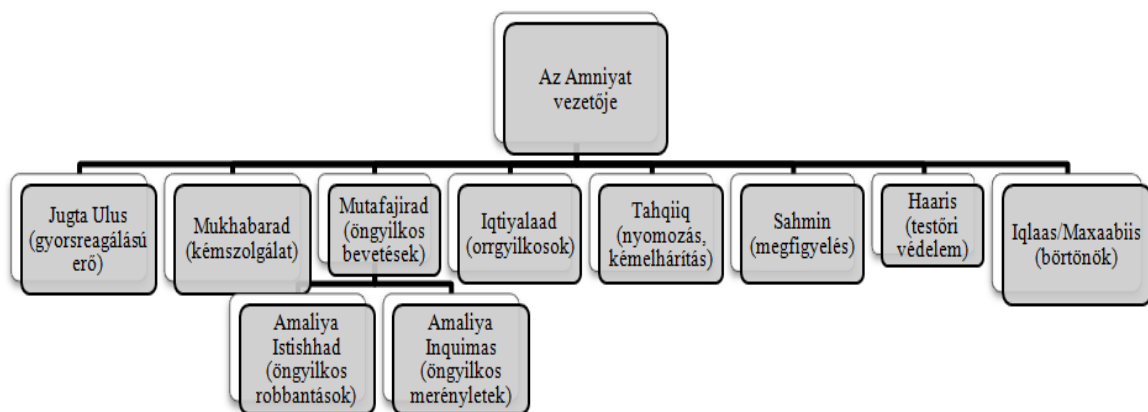 Az Amniyat
vezetője
Jugta Ulus
(gyorsreagálású
erő)
Mukhabarad
(kémszolgálat)
Mutafajirad
(öngyilkos
bevetések)
Iqtiyalaad
(orrgyilkosok)
Tahqiiq
(nyomozás,
kémelhárítás)
Sahmin
(megfigyelés)
Haaris
(testőri
védelem)
Iqlaas/Maxaabiis
(börtönök)
Amaliya
Istishhad
(öngyilkos
robbantások)
Amaliya
Inquimas
(öngyilkos
merényletek)